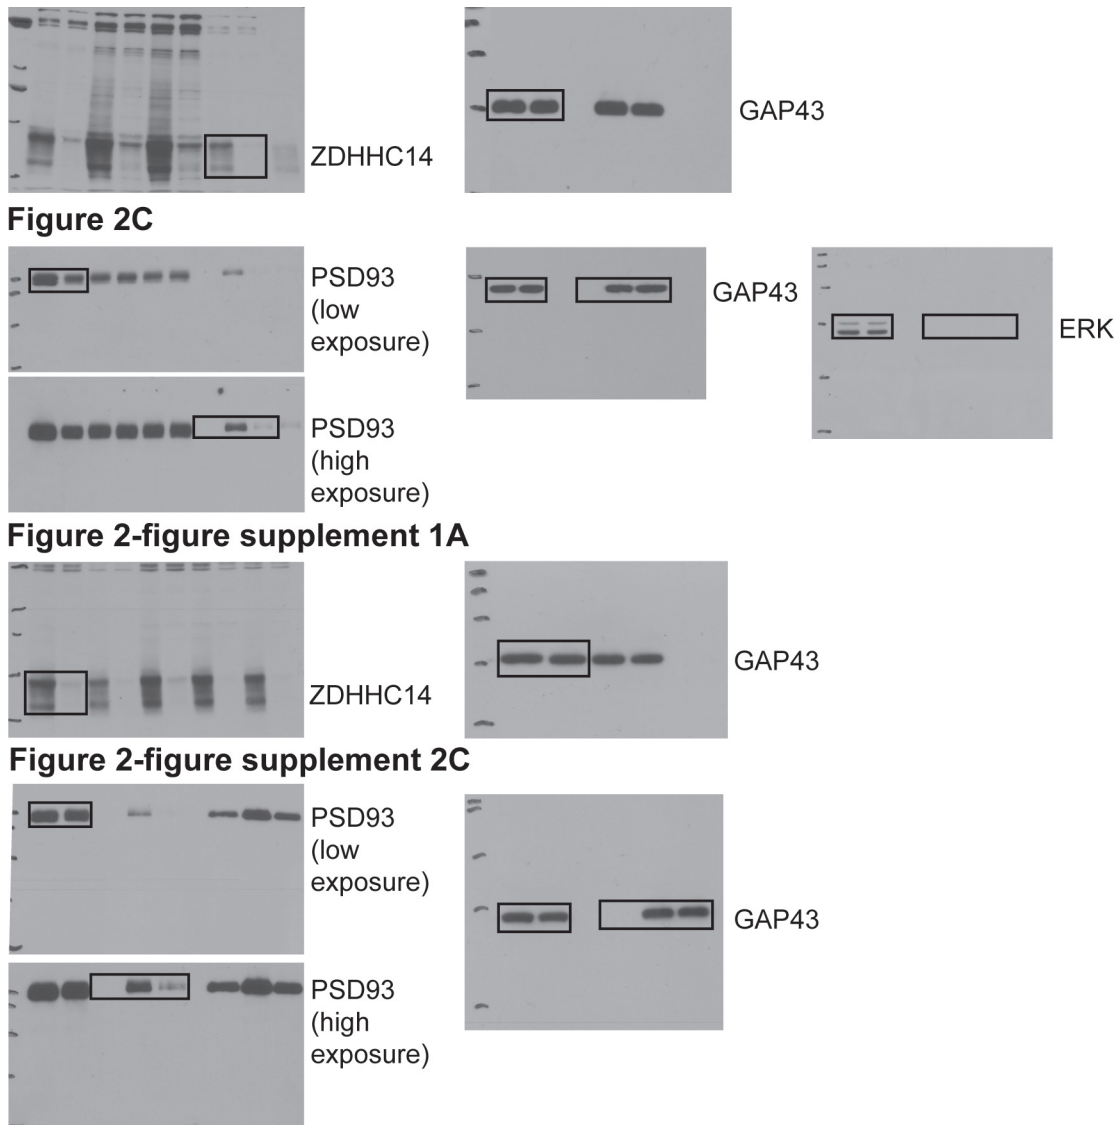 ZDHHC14
GAP43
Figure 2C
PSD93
(low
exposure)
GAP43
ERK
PSD93
(high
exposure)
Figure 2-figure supplement 1A
ZDHHC14
GAP43
Figure 2-figure supplement 2C
PSD93
(low
exposure)
GAP43
PSD93
(high
exposure)